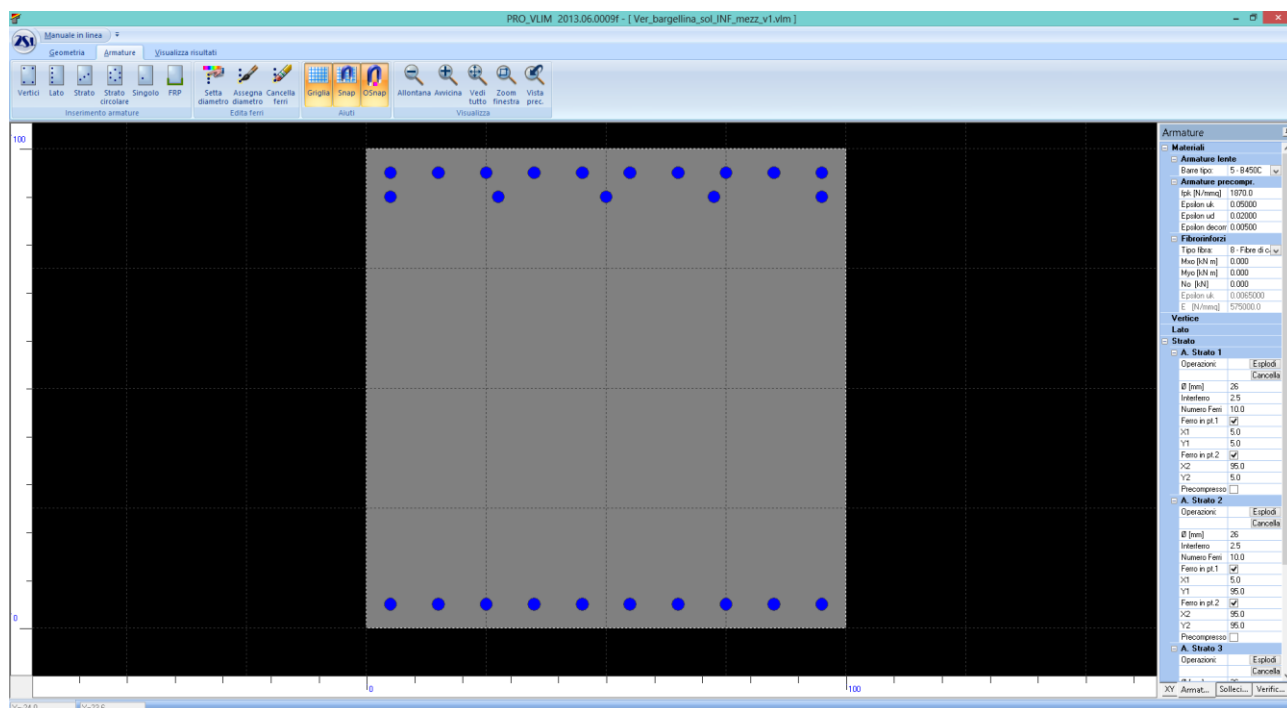 PRO_VLIM 2013.06.0009f - [ Ver_bargellina_sol_INF_mezz_v1.vlm ]
2SI Manuale in linea
Geometria Armature Visualizza risultati
Vertici Lato Strato Strato circolare Singolo FRP Setta diametro Assegna diametro Cancella ferri Griglia Snap OSnap Allontana Avvicina Vedi tutto Zoom finestra Vista prec.
Inserimento armature Edita ferri Aiuti Visualizza
100
0
0 100
Armature
Materiali
Armature lente
Barre tipo: 5 - B450C
Armature precompr.
fpk [N/mmq] 1870.0
Epsilon uk 0.05000
Epsilon ud 0.02000
Epsilon decorr 0.00500
Fibrorinforzi
Tipo fibra: 8 - Fibre di c
Mxo [kN m] 0.000
Myo [kN m] 0.000
No [kN] 0.000
Epsilon uk 0.0065000
E [N/mmq] 575000.0
Vertice
Lato
Strato
A. Strato 1
Operazioni: Esplodi
Cancella
Ø [mm] 26
Interferro 2.5
Numero Ferri 10.0
Ferro in pt.1
X1 5.0
Y1 5.0
Ferro in pt.2
X2 95.0
Y2 5.0
Precompresso
A. Strato 2
Operazioni: Esplodi
Cancella
Ø [mm] 26
Interferro 2.5
Numero Ferri 10.0
Ferro in pt.1
X1 5.0
Y1 95.0
Ferro in pt.2
X2 95.0
Y2 95.0
Precompresso
A. Strato 3
Operazioni: Esplodi
Cancella
XY Armat... Solleci... Verific...